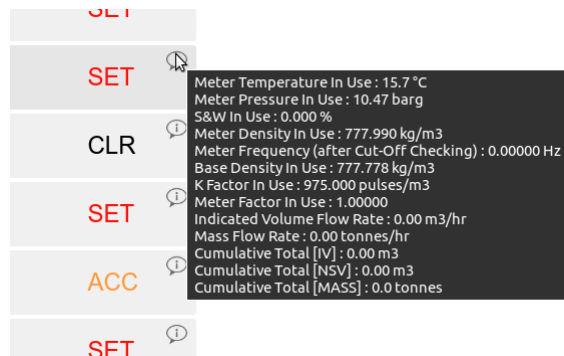 SET
SET
Meter Temperature In Use : 15.7 °C
Meter Pressure In Use : 10.47 barg
S&W In Use : 0.000 %
Meter Density In Use : 777.990 kg/m3
CLR
Meter Frequency (after Cut-Off Checking) : 0.00000 Hz
Base Density In Use : 777.778 kg/m3
K Factor In Use : 975.000 pulses/m3
Meter Factor In Use : 1.00000
SET
Indicated Volume Flow Rate : 0.00 m3/hr
Mass Flow Rate : 0.00 tonnes/hr
Cumulative Total [IV] : 0.00 m3
Cumulative Total [NSV] : 0.00 m3
ACC
Cumulative Total [MASS] : 0.0 tonnes
SET